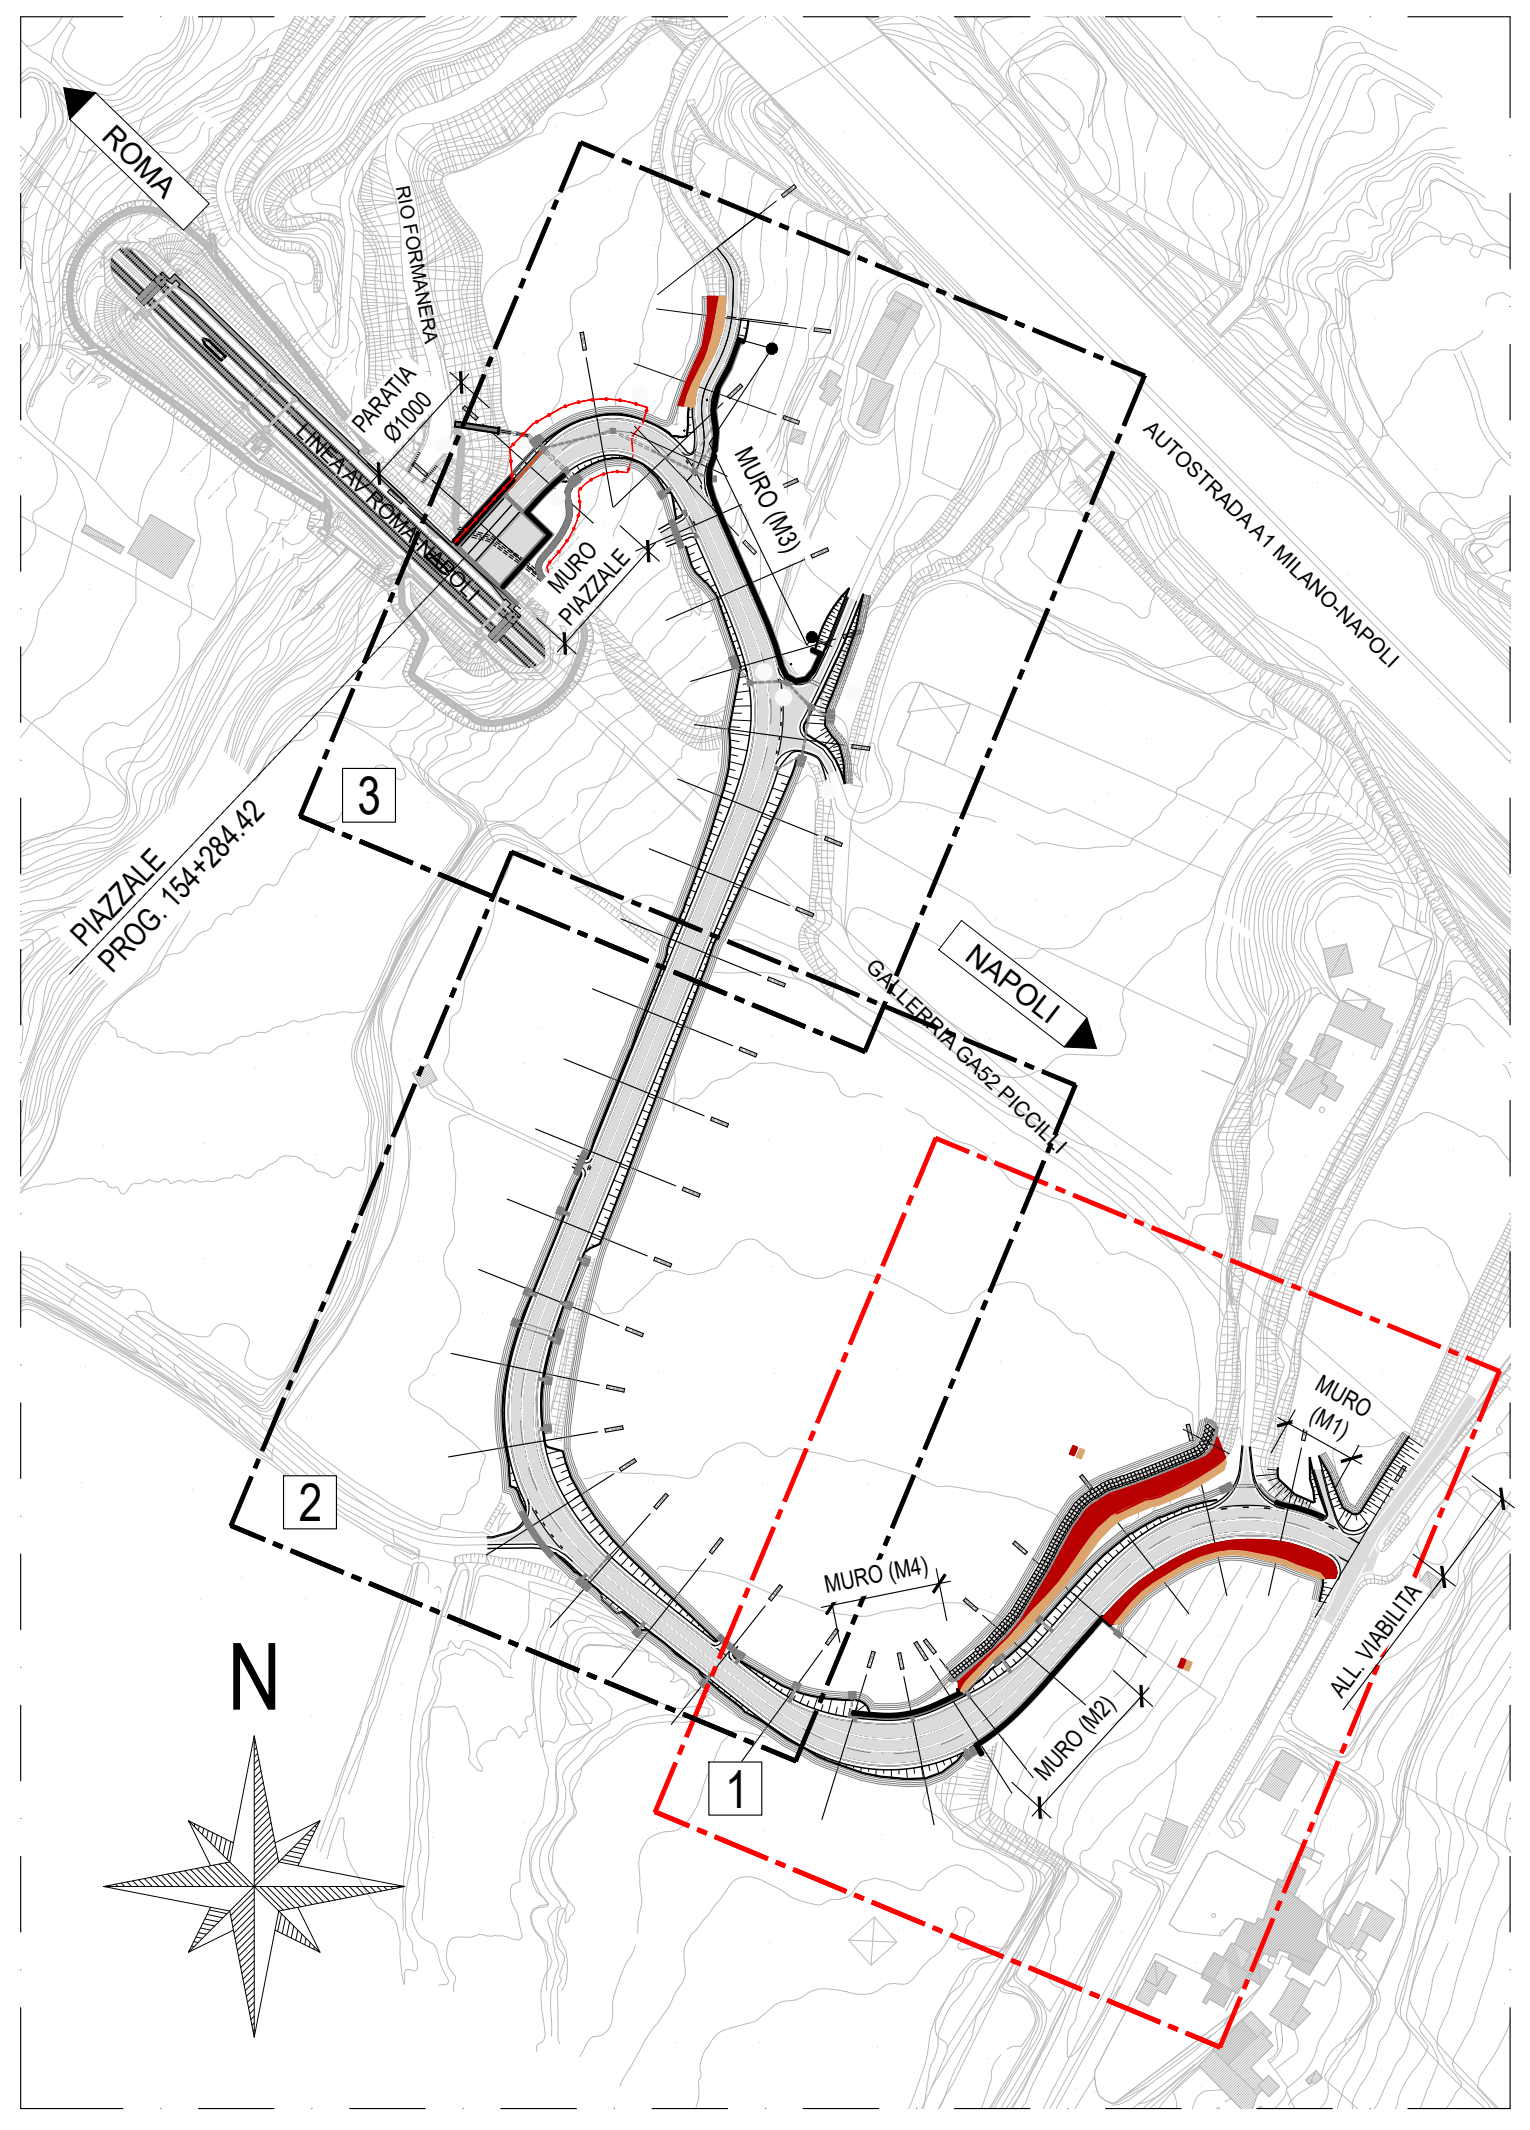 ROMA
RIO FORMANERA
PARATIA
Ø1000
LINEA AV ROMA-NAPOLI
MURO (M3)
MURO
PIAZZALE
AUTOSTRADA A1 MILANO-NAPOLI
3
PIAZZALE
PROG. 154+284.42
NAPOLI
GALLERRIA GA52 PICCILLI
MURO
(M1)
2
MURO (M4)
ALL. VIABILITA
MURO (M2)
N
1